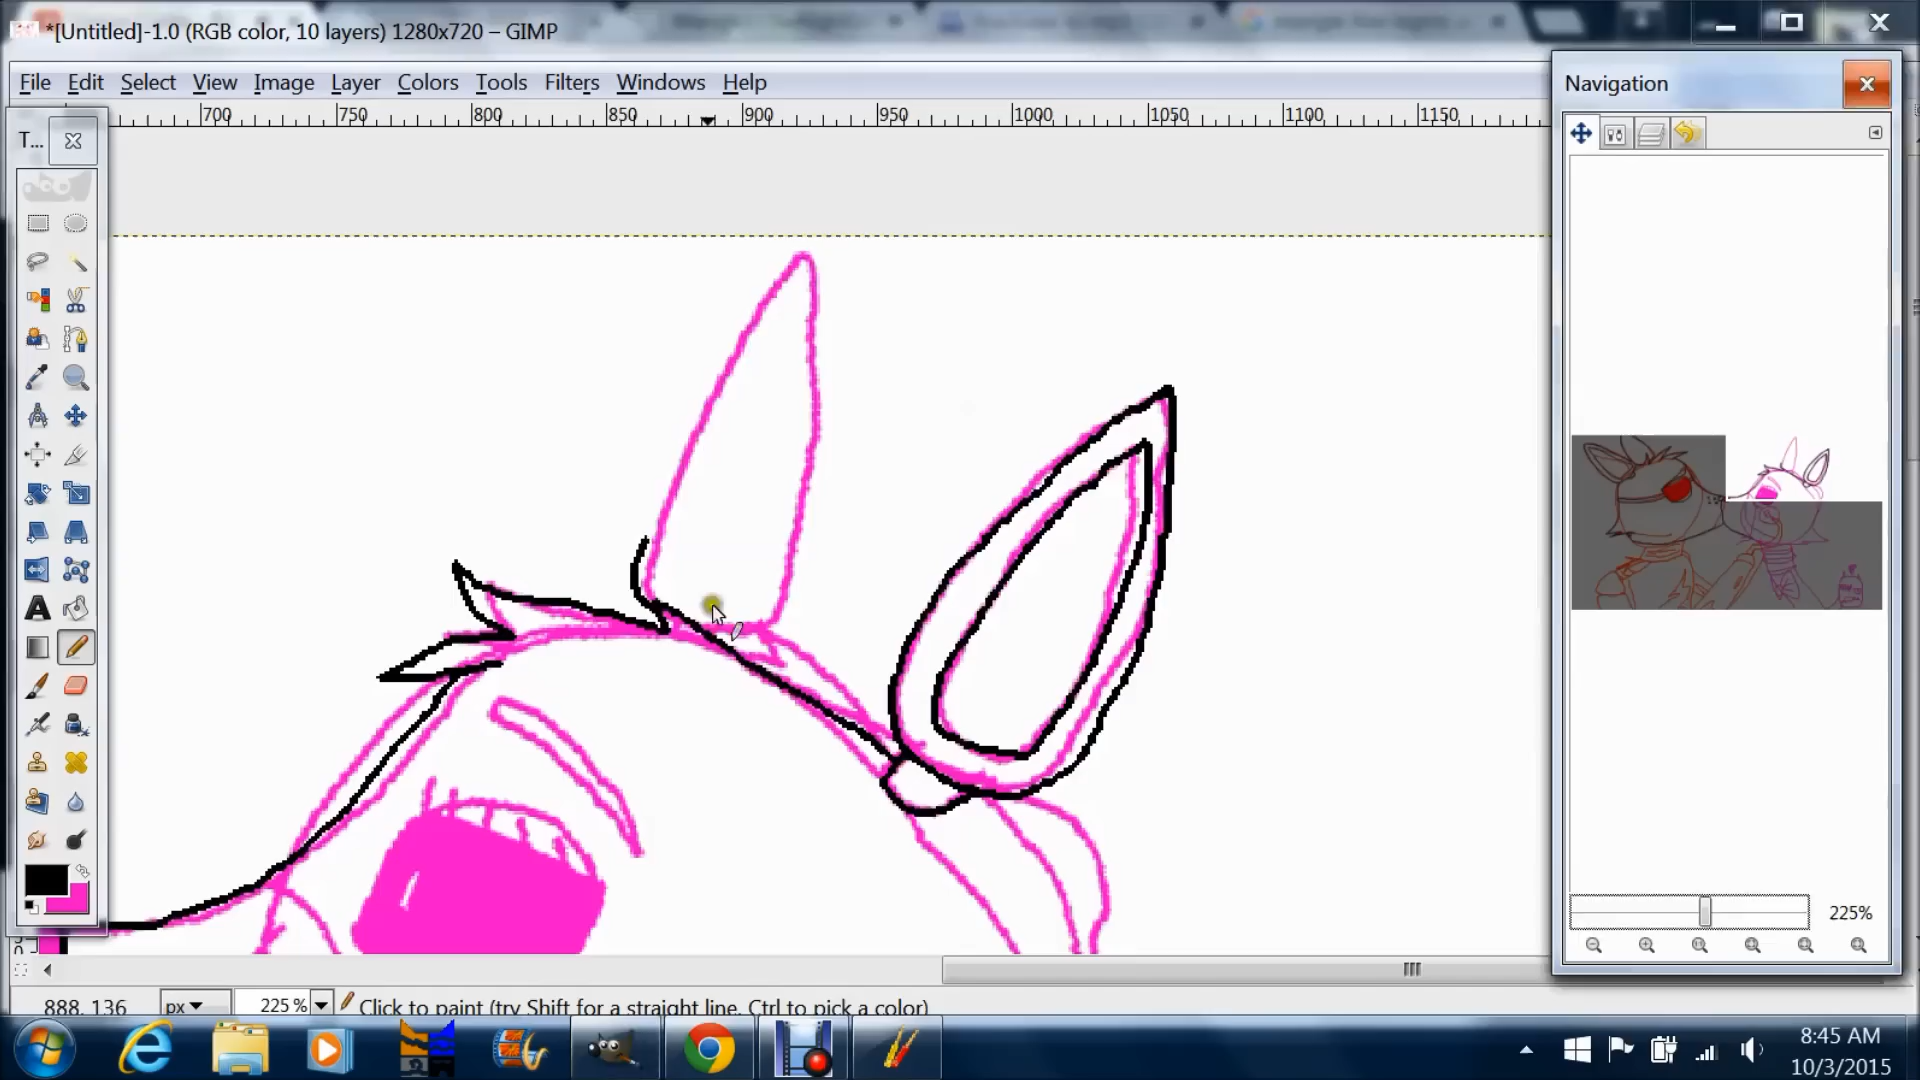 *[Untitled]-1.0 (RGB color, 10 layers) 1280x720 – GIMP
File Edit Select View Image Layer Colors Tools Filters Windows Help
Navigation
700 750 800 850 900 950 1000 1050 1100 1150
T...
225%
888, 136 px 225 % Click to paint (try Shift for a straight line, Ctrl to pick a color)
8:45 AM
10/3/2015